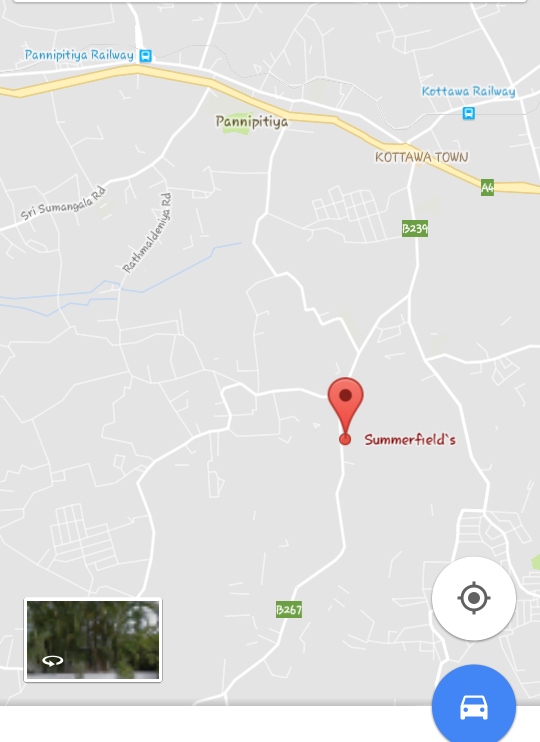 Pannipitiya Railway
Kottawa Railway
Pannipitiya
KOTTAWA TOWN
A4
Sri Sumangala Rd
Rathmaldeniya Rd
B239
Summerfield`s
B267